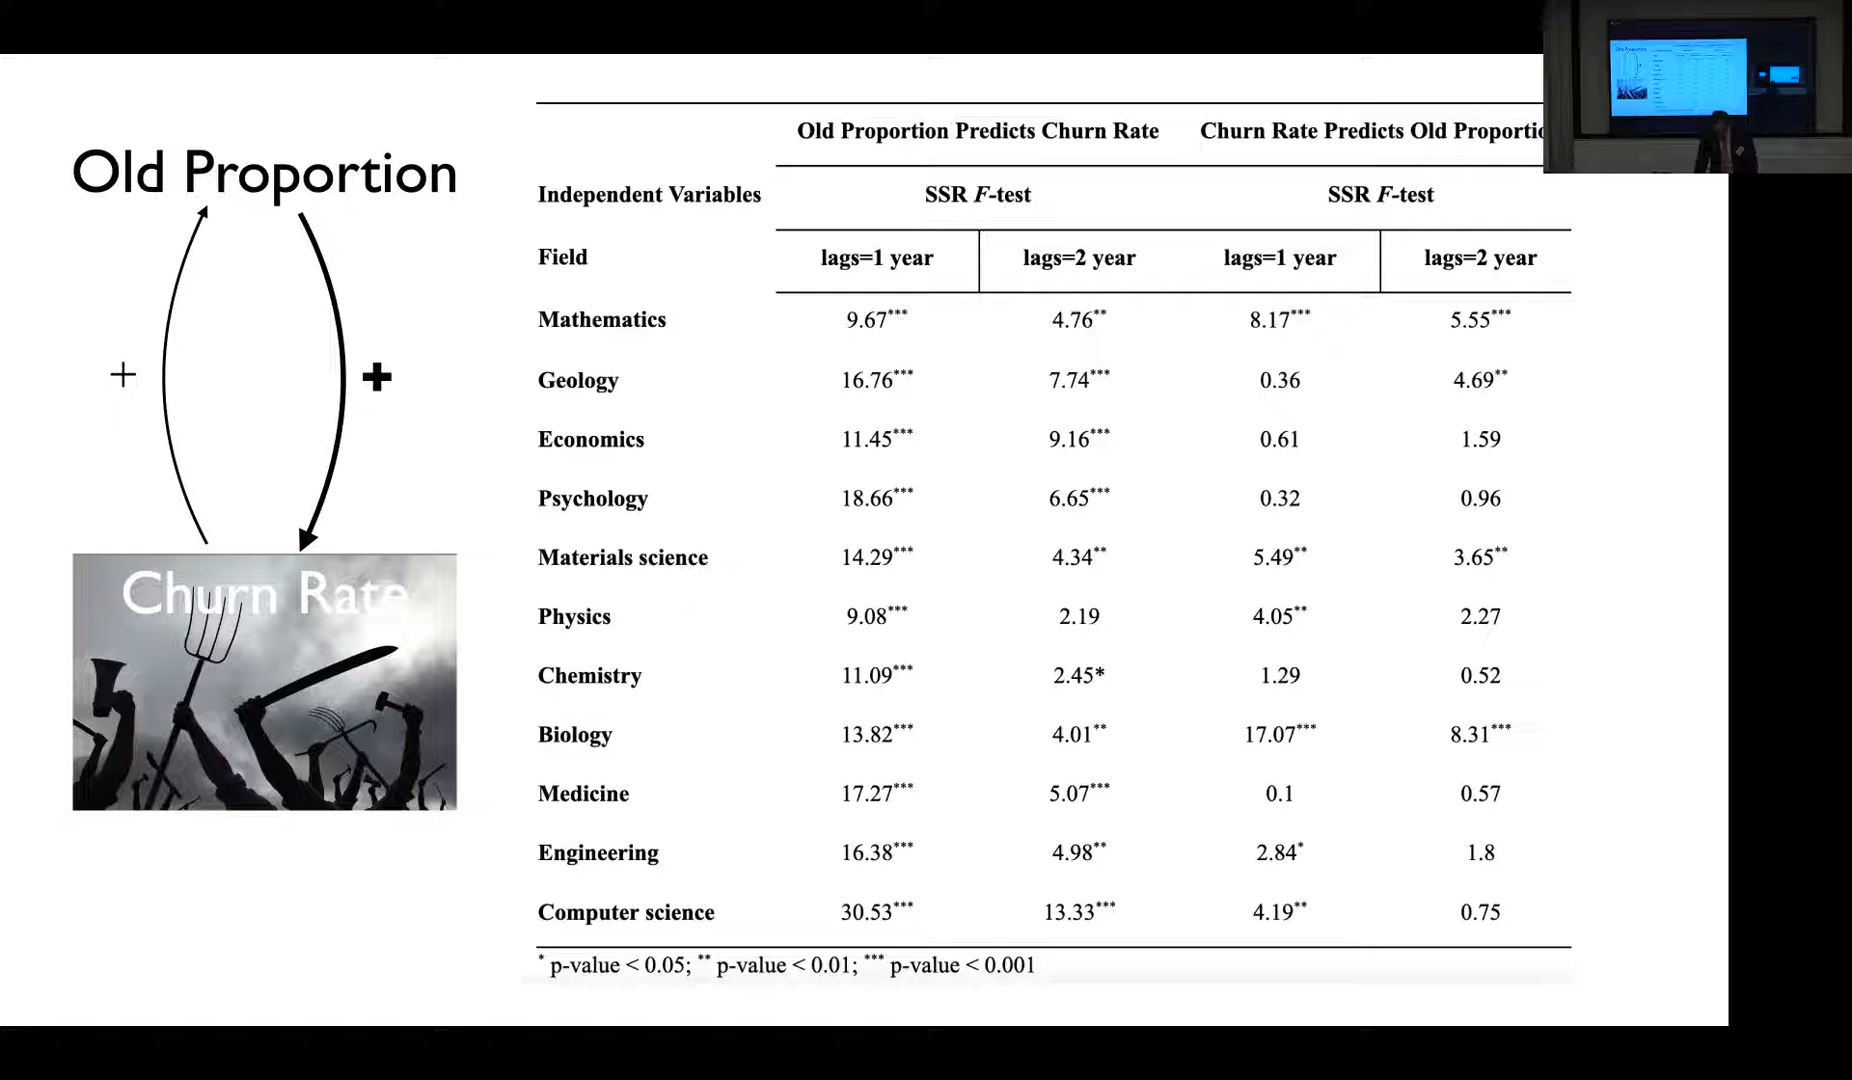 Old Proportion
+
+
Churn Rate
Old Proportion Predicts Churn Rate Churn Rate Predicts Old
Independent Variables SSR F-test SSR F-test
Field lags=1 year lags=2 year lags=1 year lags=2 year
Mathematics 9.67*** 4.76** 8.17*** 5.55***
Geology 16.76*** 7.74*** 0.36 4.69**
Economics 11.45*** 9.16*** 0.61 1.59
Psychology 18.66*** 6.65*** 0.32 0.96
Materials science 14.29*** 4.34** 5.49** 3.65**
Physics 9.08*** 2.19 4.05** 2.27
Chemistry 11.09*** 2.45* 1.29 0.52
Biology 13.82*** 4.01** 17.07*** 8.31***
Medicine 17.27*** 5.07*** 0.1 0.57
Engineering 16.38*** 4.98** 2.84* 1.8
Computer science 30.53*** 13.33*** 4.19** 0.75
* p-value < 0.05; ** p-value < 0.01; *** p-value < 0.001